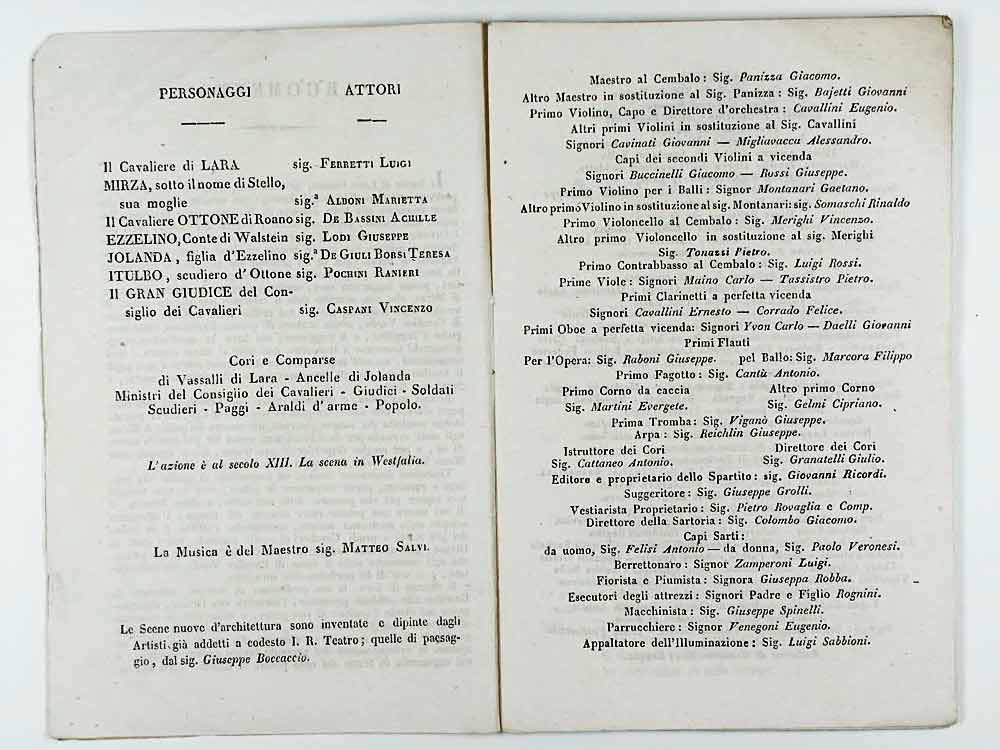 PERSONAGGI ATTORI
Il Cavaliere di LARA sig. FERRETTI LUIGI
MIRZA, sotto il nome di Stello,
sua moglie sig.ª ALBONI MARIETTA
Il Cavaliere OTTONE di Roano sig. DE BASSINI ACHILLE
EZZELINO, Conte di Walstein sig. LODI GIUSEPPE
JOLANDA, figlia d'Ezzelino sig.ª DE GIULI BORSI TERESA
ITULBO, scudiero d'Ottone sig. POCHINI RANIERI
Il GRAN GIUDICE del Con-
siglio dei Cavalieri sig. CASPANI VINCENZO
Cori e Comparse
di Vassalli di Lara - Ancelle di Jolanda
Ministri del Consiglio dei Cavalieri - Giudici - Soldati
Scudieri - Paggi - Araldi d'arme - Popolo.
L'azione è al secolo XIII. La scena in Westfalia.
La Musica è del Maestro sig. MATTEO SALVI.
Le Scene nuove d'architettura sono inventate e dipinte dagli
Artisti già addetti a codesto I. R. Teatro; quelle di paesag-
gio, dal sig. Giuseppe Boccaccio.
Maestro al Cembalo: Sig. Panizza Giacomo.
Altro Maestro in sostituzione al Sig. Panizza: Sig. Bajetti Giovanni
Primo Violino, Capo e Direttore d'orchestra: Cavallini Eugenio.
Altri primi Violini in sostituzione al Sig. Cavallini
Signori Cavinati Giovanni — Migliavacca Alessandro.
Capi dei secondi Violini a vicenda
Signori Buccinelli Giacomo — Rossi Giuseppe.
Primo Violino per i Balli: Signor Montanari Gaetano.
Altro primo Violino in sostituzione al sig. Montanari: sig. Somaschi Rinaldo
Primo Violoncello al Cembalo: Sig. Merighi Vincenzo.
Altro primo Violoncello in sostituzione al sig. Merighi
Sig. Tonazzi Pietro.
Primo Contrabbasso al Cembalo: Sig. Luigi Rossi.
Prime Viole: Signori Maino Carlo — Tassistro Pietro.
Primi Clarinetti a perfetta vicenda
Signori Cavallini Ernesto — Corrado Felice.
Primi Oboe a perfetta vicenda: Signori Yvon Carlo — Daelli Giovanni
Primi Flauti
Per l'Opera: Sig. Raboni Giuseppe. pel Ballo: Sig. Marcora Filippo
Primo Fagotto: Sig. Cantù Antonio.
Primo Corno da caccia Altro primo Corno
Sig. Martini Evergete. Sig. Gelmi Cipriano.
Prima Tromba: Sig. Viganò Giuseppe.
Arpa: Sig. Reichlin Giuseppe.
Istruttore dei Cori Direttore dei Cori
Sig. Cattaneo Antonio. Sig. Granatelli Giulio.
Editore e proprietario dello Spartito: sig. Giovanni Ricordi.
Suggeritore: Sig. Giuseppe Grolli.
Vestiarista Proprietario: Sig. Pietro Rovaglia e Comp.
Direttore della Sartoria: Sig. Colombo Giacomo.
Capi Sarti:
da uomo, Sig. Felisi Antonio — da donna, Sig. Paolo Veronesi.
Berrettonaro: Signor Zamperoni Luigi.
Fiorista e Piumista: Signora Giuseppa Robba.
Esecutori degli attrezzi: Signori Padre e Figlio Rognini.
Macchinista: Sig. Giuseppe Spinelli.
Parrucchiere: Signor Venegoni Eugenio.
Appaltatore dell'Illuminazione: Sig. Luigi Sabbioni.